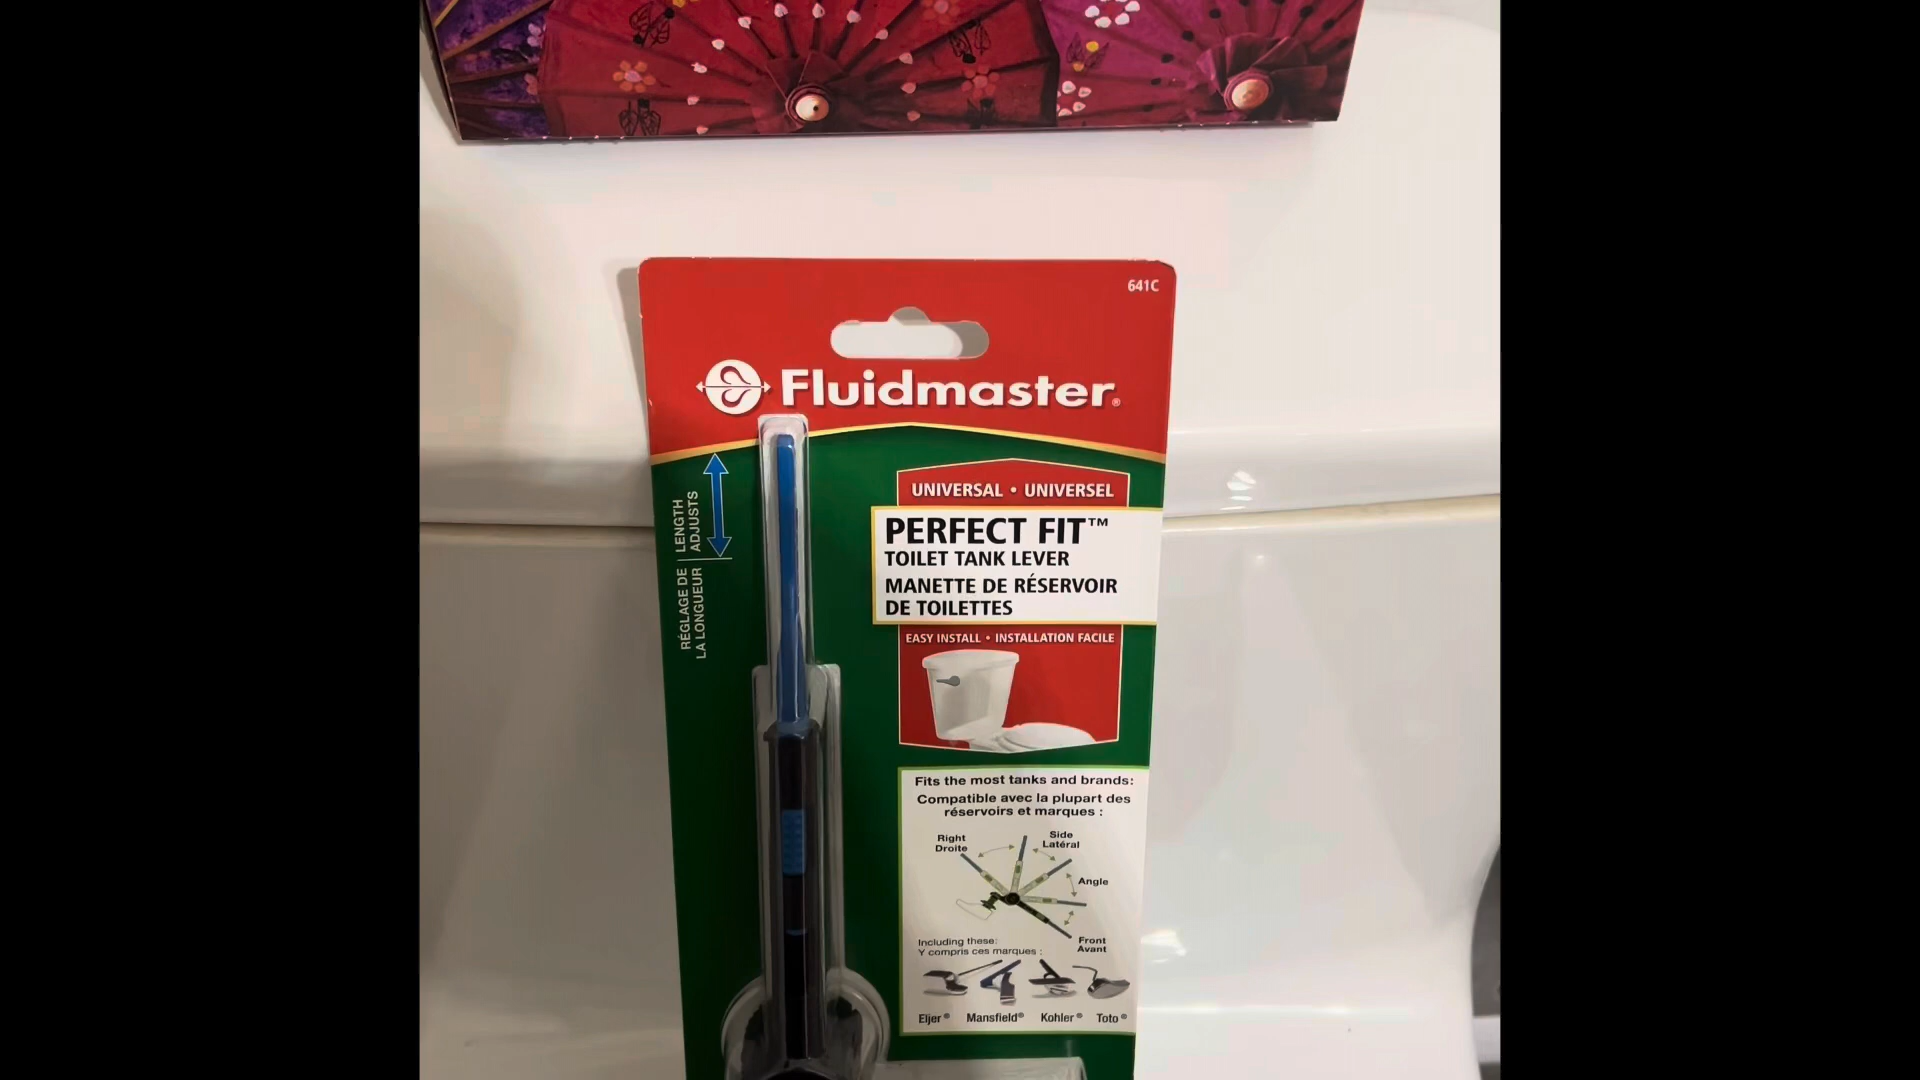 641C
Fluidmaster®
LENGTH
ADJUSTS
RÉGLAGE DE
LA LONGUEUR
UNIVERSAL • UNIVERSEL
PERFECT FIT™
TOILET TANK LEVER
MANETTE DE RÉSERVOIR
DE TOILETTES
EASY INSTALL • INSTALLATION FACILE
Fits the most tanks and brands:
Compatible avec la plupart des
réservoirs et marques :
Right
Droite
Side
Latéral
Angle
Front
Avant
Including these:
Y compris ces marques :
Eljer® Mansfield® Kohler® Toto®